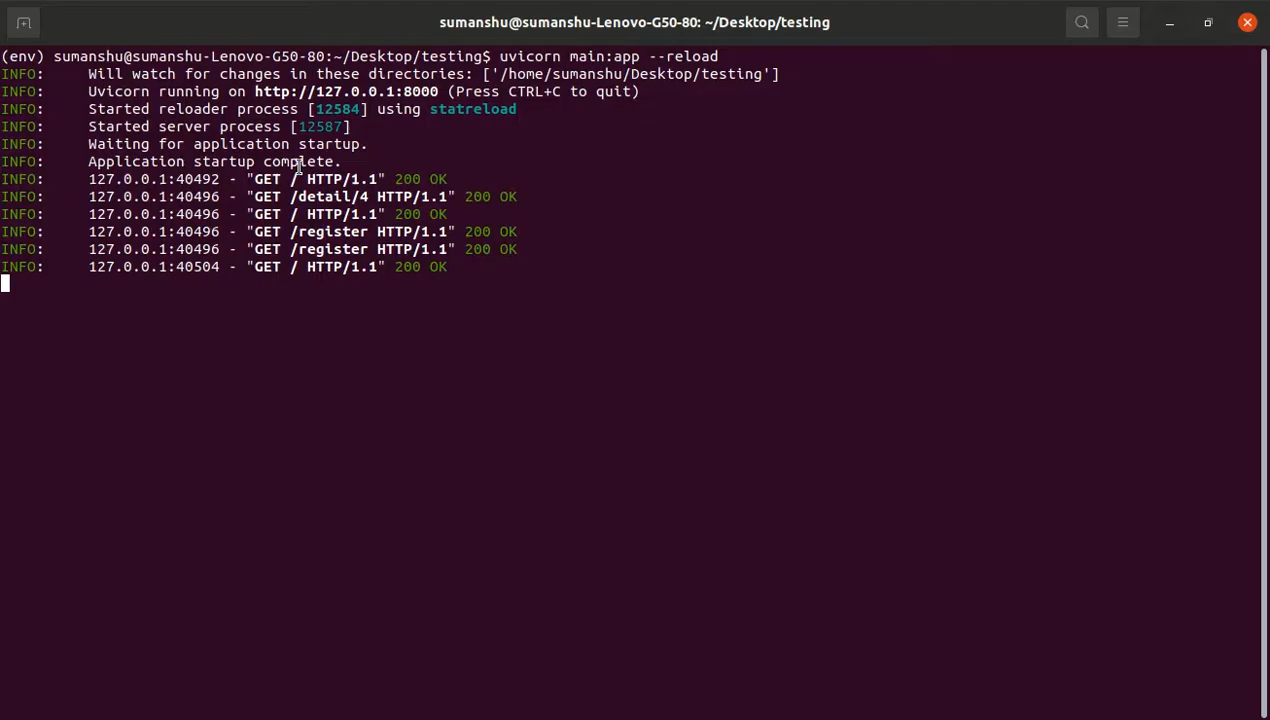 sumanshu@sumanshu-Lenovo-G50-80: ~/Desktop/testing
(env) sumanshu@sumanshu-Lenovo-G50-80:~/Desktop/testing$ uvicorn main:app --reload
INFO:     Will watch for changes in these directories: ['/home/sumanshu/Desktop/testing']
INFO:     Uvicorn running on http://127.0.0.1:8000 (Press CTRL+C to quit)
INFO:     Started reloader process [12584] using statreload
INFO:     Started server process [12587]
INFO:     Waiting for application startup.
INFO:     Application startup complete.
INFO:     127.0.0.1:40492 - "GET / HTTP/1.1" 200 OK
INFO:     127.0.0.1:40496 - "GET /detail/4 HTTP/1.1" 200 OK
INFO:     127.0.0.1:40496 - "GET / HTTP/1.1" 200 OK
INFO:     127.0.0.1:40496 - "GET /register HTTP/1.1" 200 OK
INFO:     127.0.0.1:40496 - "GET /register HTTP/1.1" 200 OK
INFO:     127.0.0.1:40504 - "GET / HTTP/1.1" 200 OK